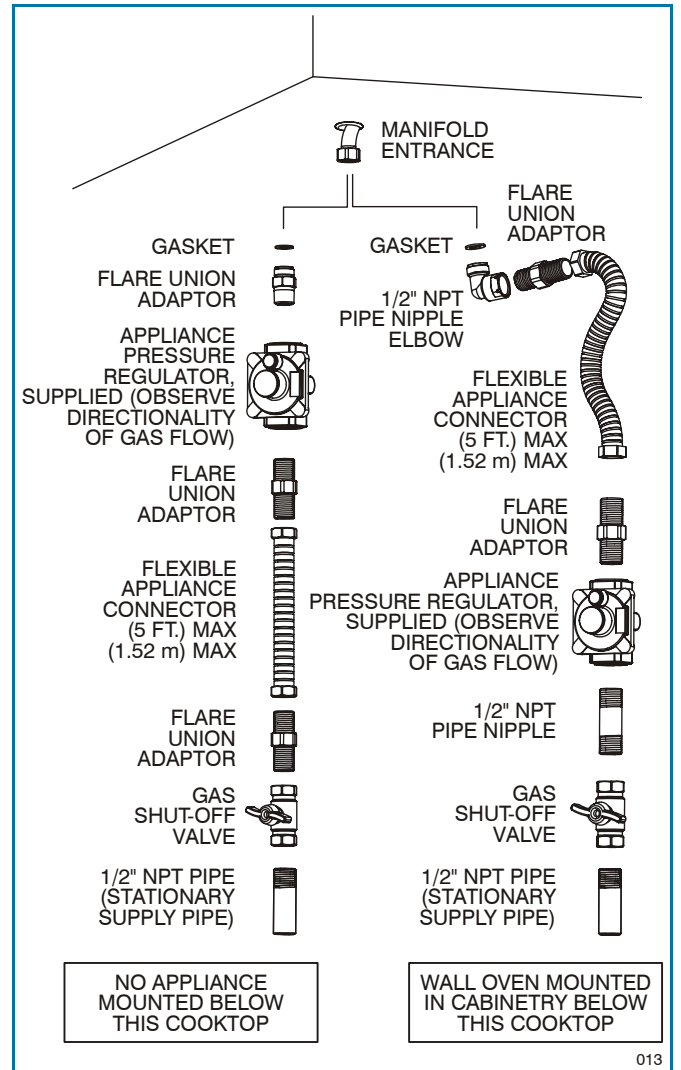 MANIFOLD
ENTRANCE
GASKET
FLARE UNION
ADAPTOR
APPLIANCE
PRESSURE
REGULATOR,
SUPPLIED (OBSERVE
DIRECTIONALITY
OF GAS FLOW)
FLARE
UNION
ADAPTOR
FLEXIBLE
APPLIANCE
CONNECTOR
(5 FT.) MAX
(1.52 m) MAX
FLARE
UNION
ADAPTOR
GAS
SHUT-OFF
VALVE
1/2" NPT PIPE
(STATIONARY
SUPPLY PIPE)
NO APPLIANCE
MOUNTED BELOW
THIS COOKTOP
FLARE
UNION
ADAPTOR
GASKET
1/2" NPT
PIPE NIPPLE
ELBOW
FLEXIBLE
APPLIANCE
CONNECTOR
(5 FT.) MAX
(1.52 m) MAX
FLARE
UNION
ADAPTOR
APPLIANCE
PRESSURE REGULATOR,
SUPPLIED (OBSERVE
DIRECTIONALITY
OF GAS FLOW)
1/2" NPT
PIPE NIPPLE
GAS
SHUT-OFF
VALVE
1/2" NPT PIPE
(STATIONARY
SUPPLY PIPE)
WALL OVEN MOUNTED
IN CABINETRY BELOW
THIS COOKTOP
013